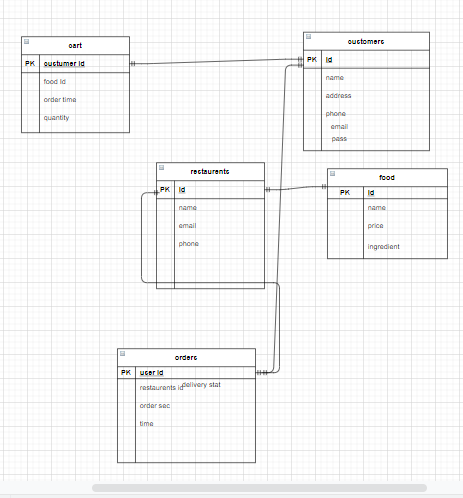 cart
PK custumer id
food id
order time
quantity
customers
PK id
name
address
phone
email
pass
restaurents
PK id
name
email
phone
food
PK id
name
price
ingredient
orders
PK user id
restaurents id delivery stat
order sec
time